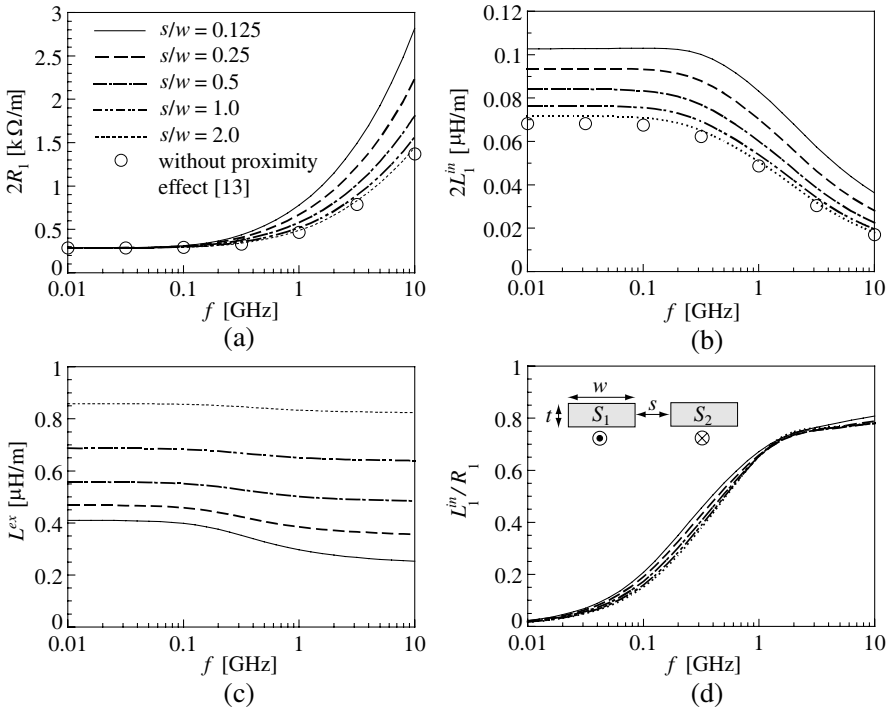 3
2.5
2
1.5
1
0.5
0
2R₁ [kΩ/m]
s/w = 0.125
s/w = 0.25
s/w = 0.5
s/w = 1.0
s/w = 2.0
without proximity
effect [13]
0.01
0.1
1
10
f [GHz]
(a)
0.12
0.1
0.08
0.06
0.04
0.02
0
2L₁ⁱⁿ [μH/m]
0.01
0.1
1
10
f [GHz]
(b)
1
0.8
0.6
0.4
0.2
0
Lᵉˣ [μH/m]
0.01
0.1
1
10
f [GHz]
(c)
1
0.8
0.6
0.4
0.2
0
L₁ⁱⁿ/R₁
w
t
S₁
s
S₂
0.01
0.1
1
10
f [GHz]
(d)